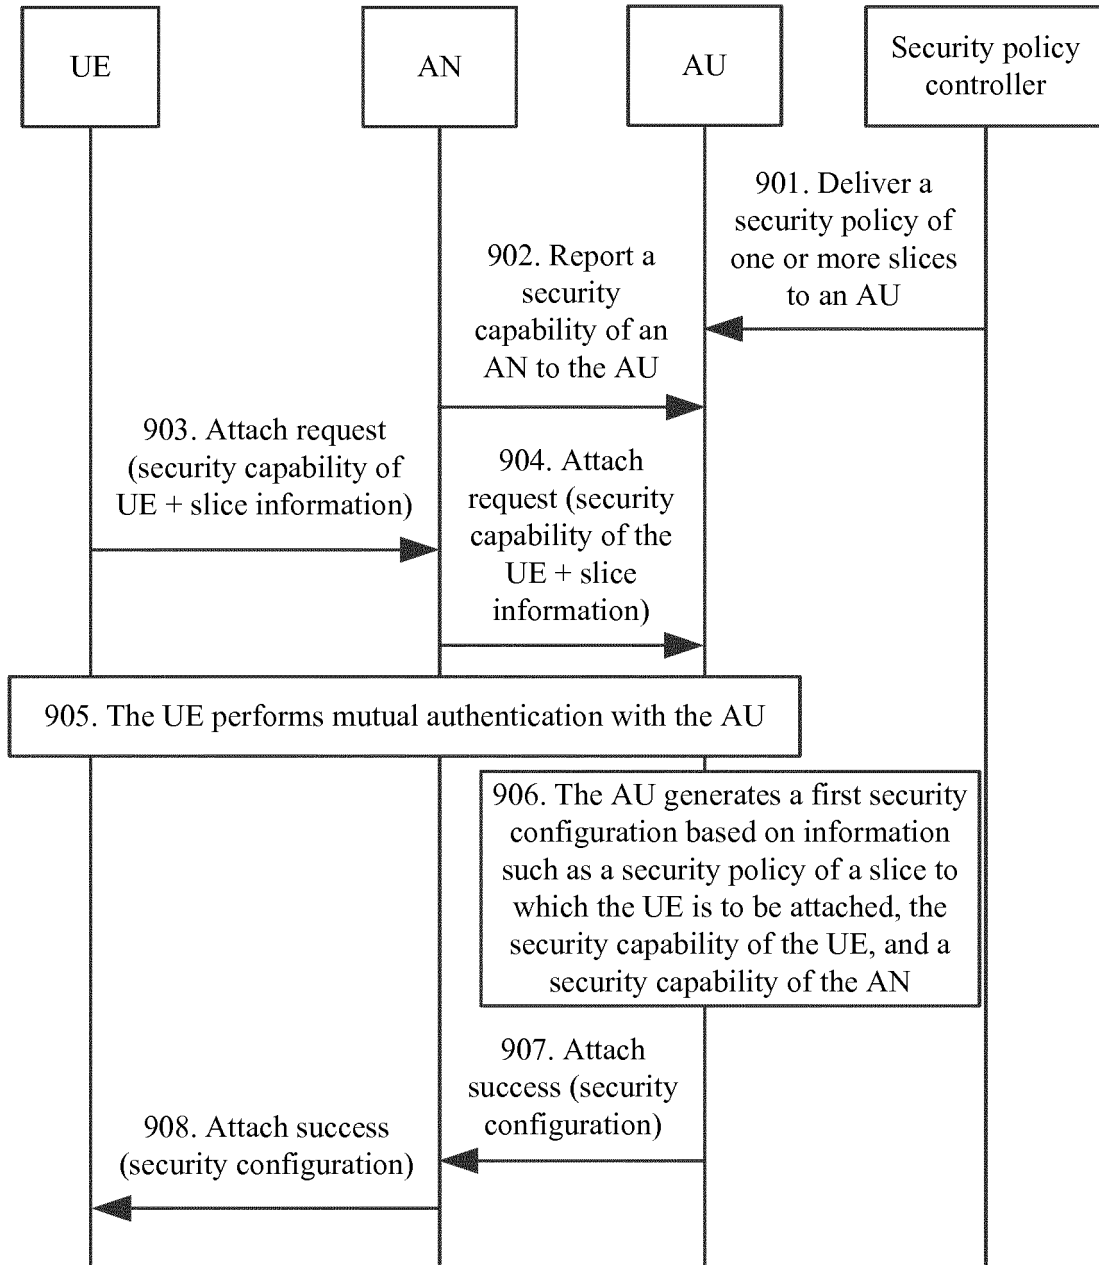 UE
AN
AU
Security policy
controller
901. Deliver a
security policy of
one or more slices
to an AU
902. Report a
security
capability of an
AN to the AU
903. Attach request
(security capability of
UE + slice information)
904. Attach
request (security
capability of the
UE + slice
information)
905. The UE performs mutual authentication with the AU
906. The AU generates a first security
configuration based on information
such as a security policy of a slice to
which the UE is to be attached, the
security capability of the UE, and a
security capability of the AN
907. Attach
success (security
configuration)
908. Attach success
(security configuration)